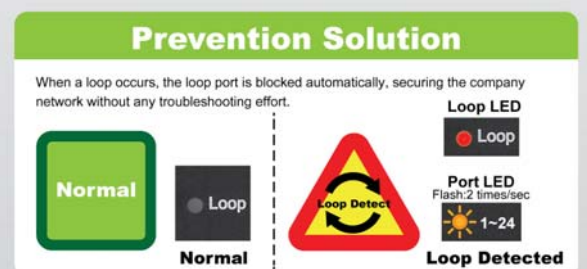 Prevention Solution
When a loop occurs, the loop port is blocked automatically, securing the company
network without any troubleshooting effort.
Normal
Loop
Normal
Loop Detect
Loop LED
Loop
Port LED
Flash:2 times/sec
1~24
Loop Detected